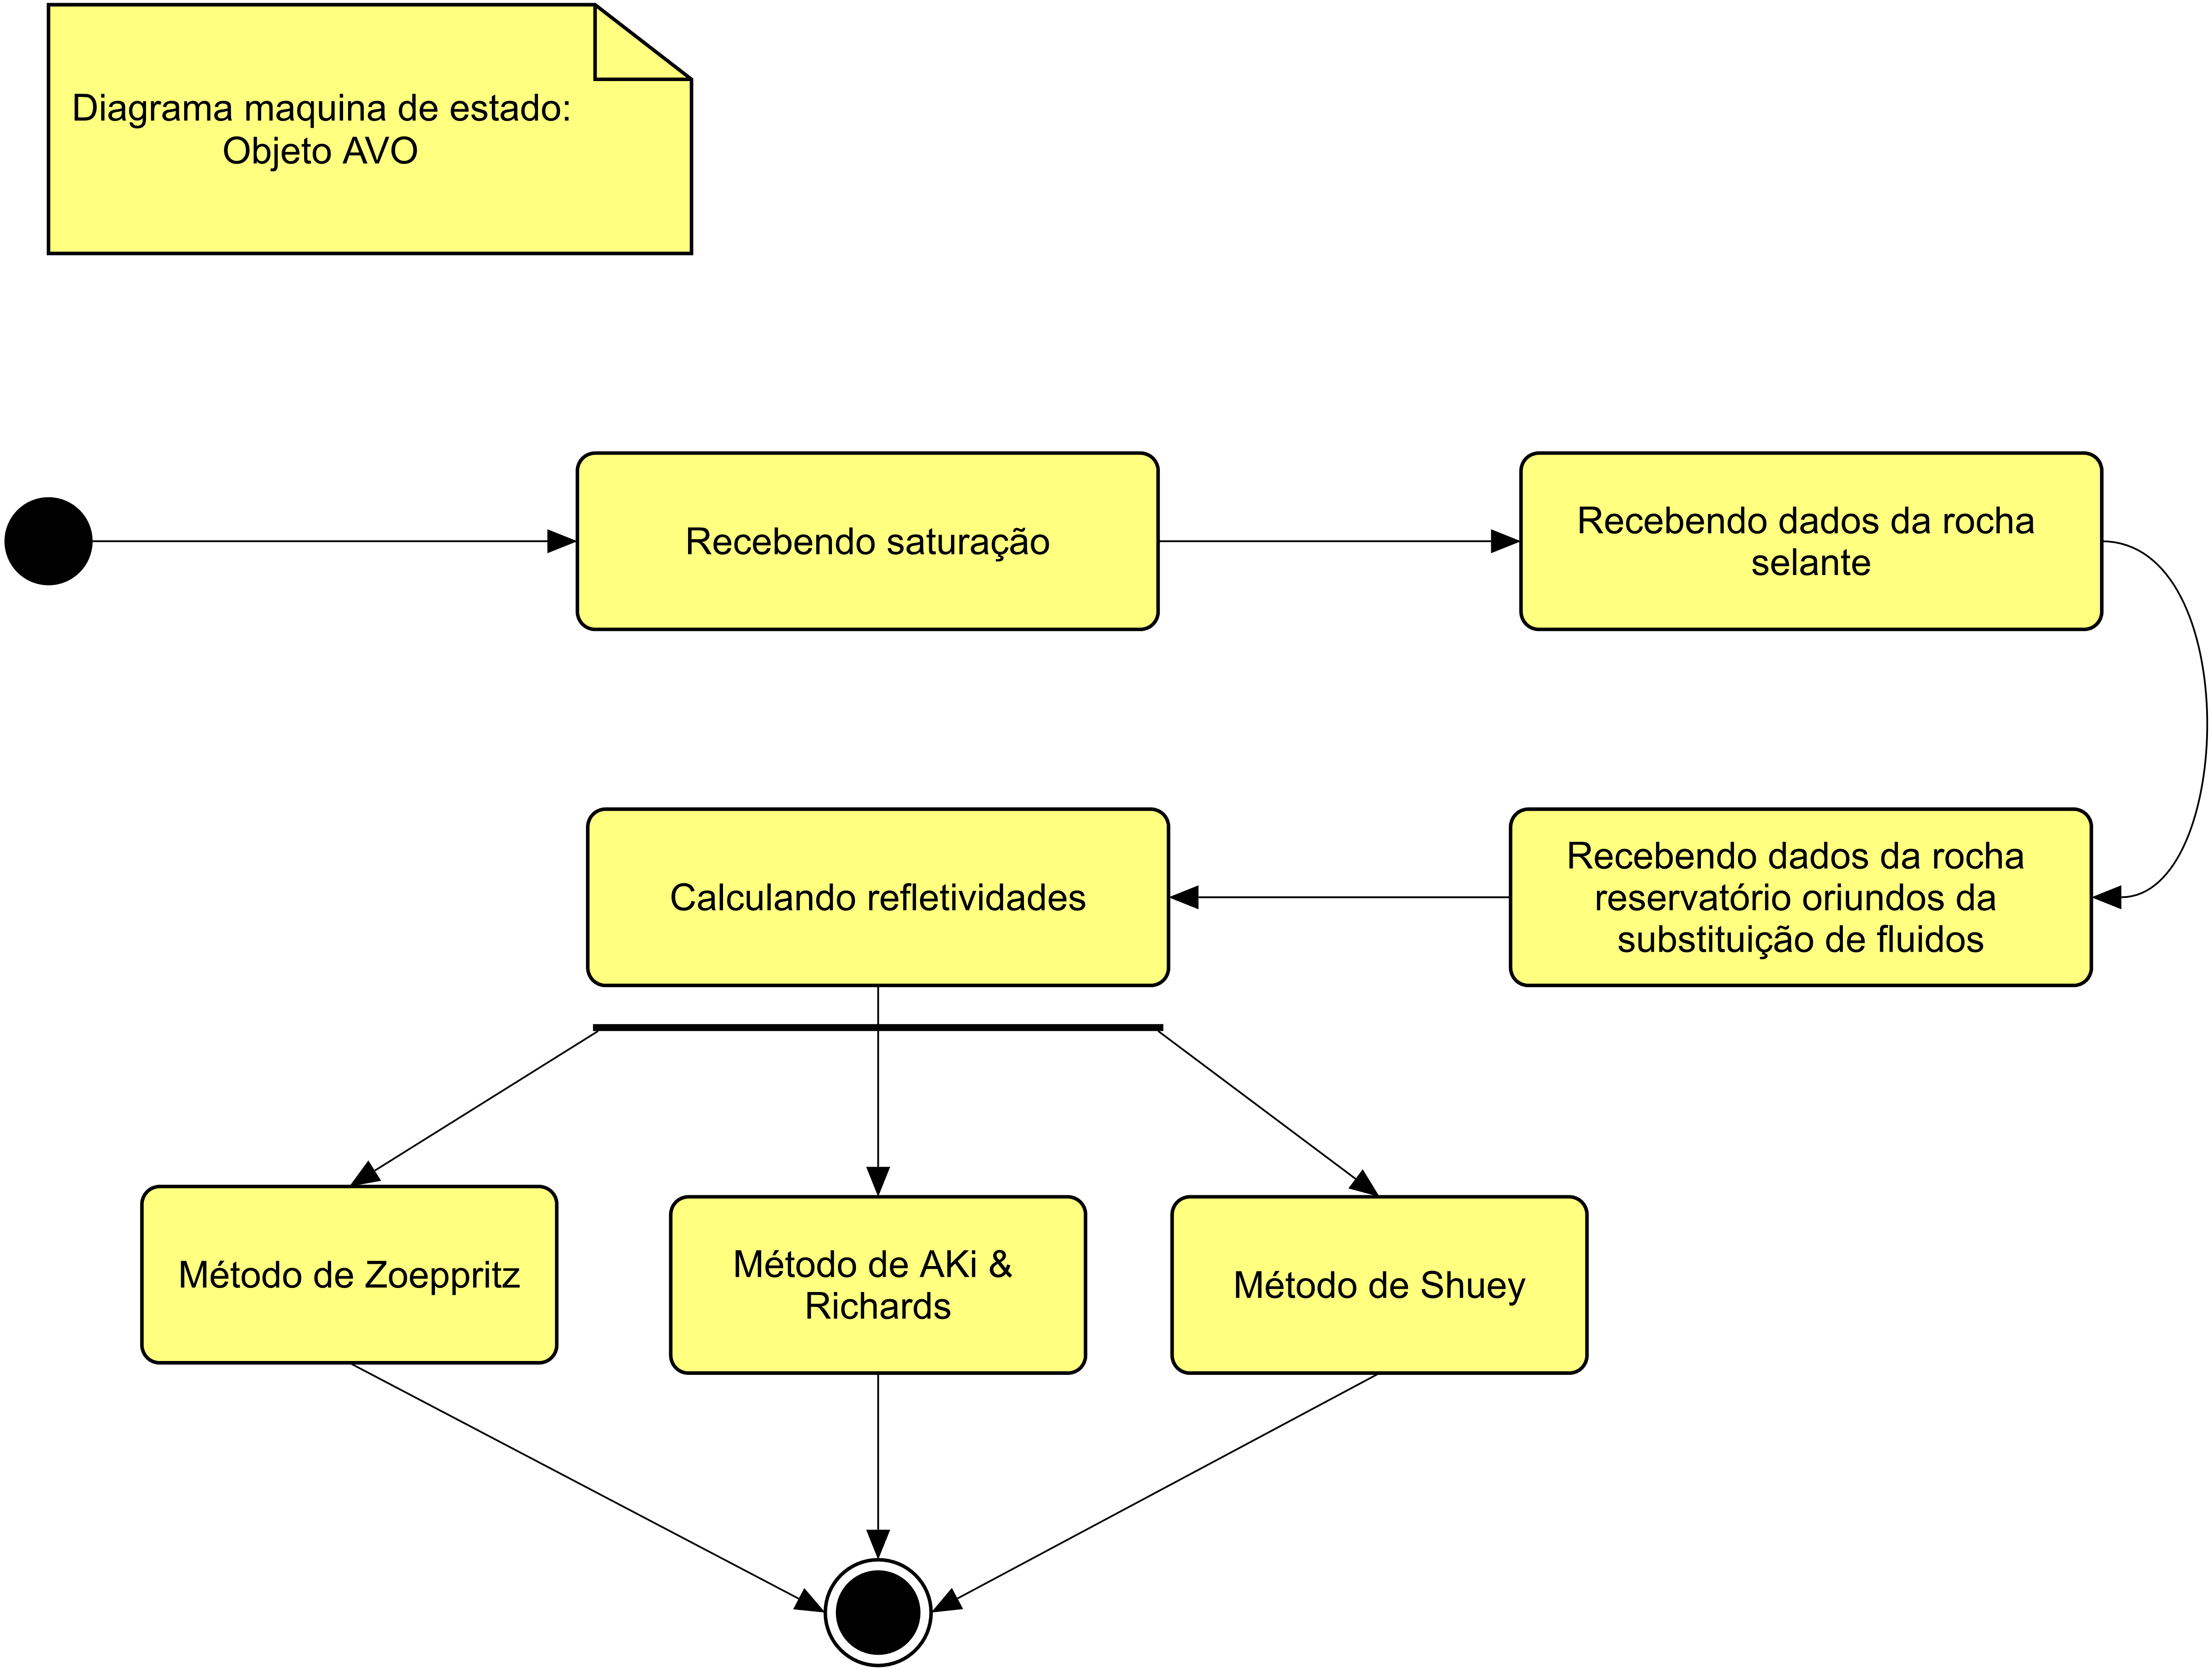 Diagrama maquina de estado:
Objeto AVO
Recebendo saturação
Recebendo dados da rocha
selante
Calculando refletividades
Recebendo dados da rocha
reservatório oriundos da
substituição de fluidos
Método de Zoeppritz
Método de AKi &
Richards
Método de Shuey